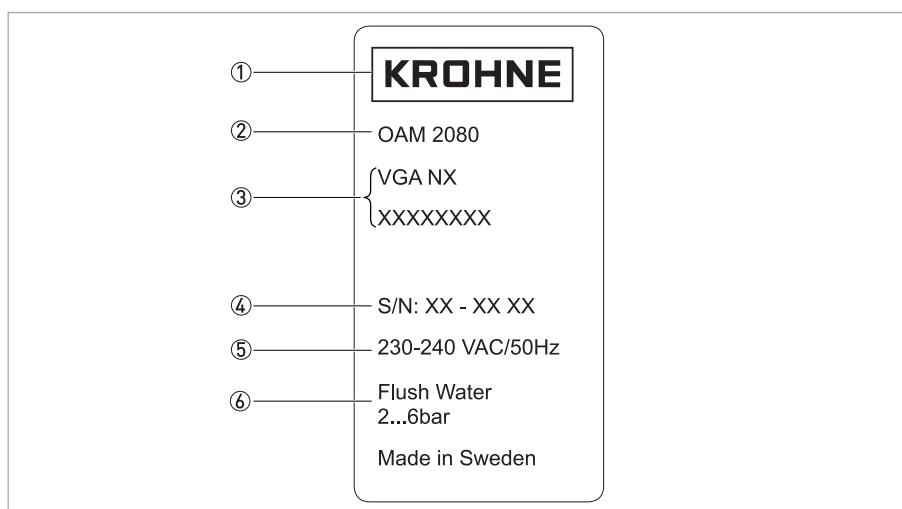 ① KROHNE
② OAM 2080
③ VGA NX
XXXXXXXX
④ S/N: XX - XX XX
⑤ 230-240 VAC/50Hz
⑥ Flush Water
2...6bar
Made in Sweden